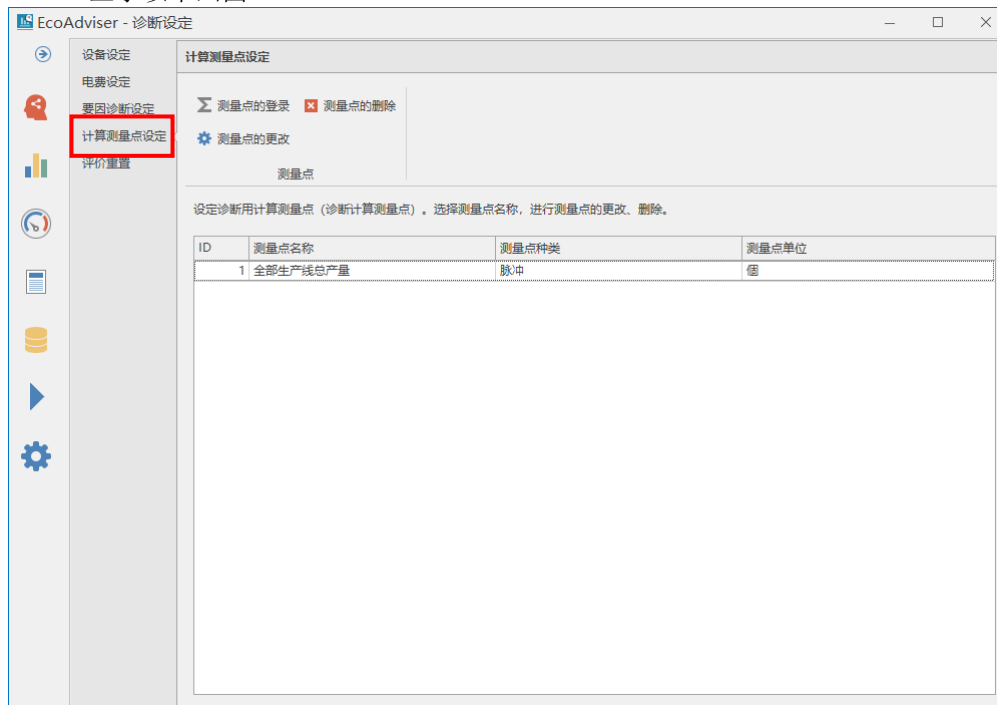 EcoAdviser - 诊断设定
设备设定
电费设定
要因诊断设定
计算测量点设定
评价重置
计算测量点设定
测量点的登录 测量点的删除
测量点的更改
测量点
设定诊断用计算测量点（诊断计算测量点）。选择测量点名称，进行测量点的更改、删除。
ID 测量点名称 测量点种类 测量点单位
1 全部生产线总产量 脉冲 個